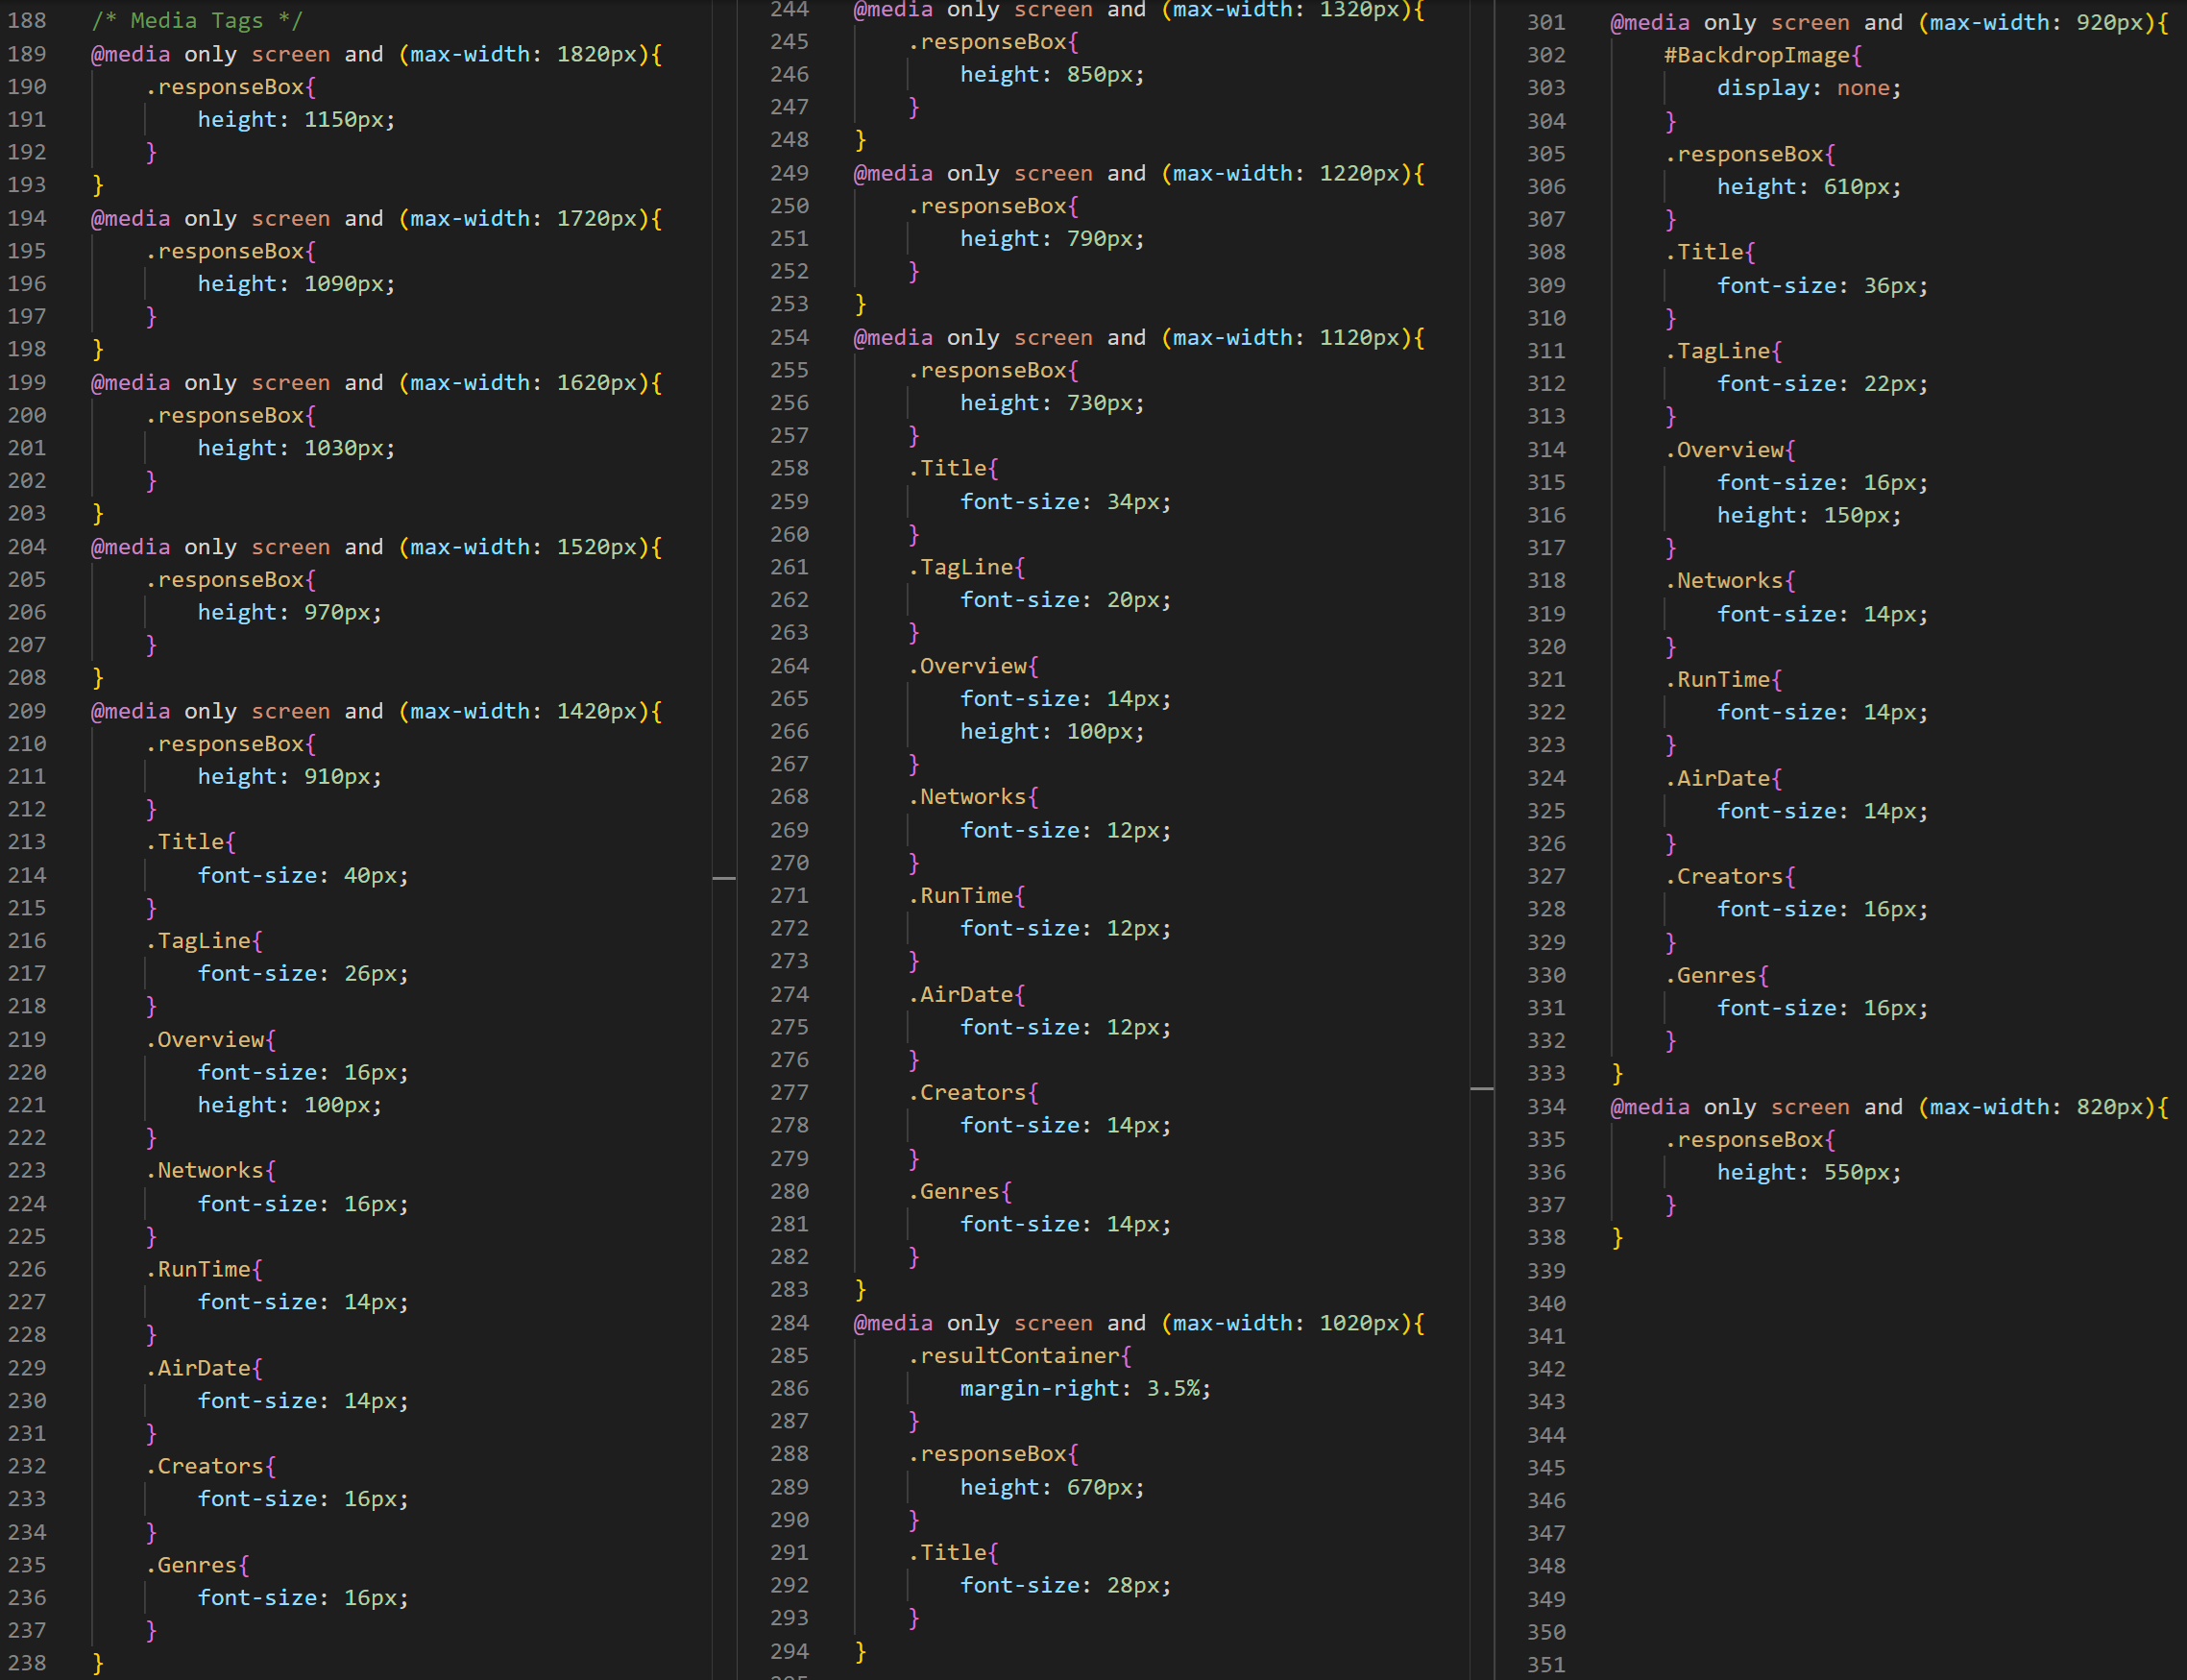 188 /* Media Tags */
189 @media only screen and (max-width: 1820px){
190 .responseBox{
191 height: 1150px;
192 }
193 }
194 @media only screen and (max-width: 1720px){
195 .responseBox{
196 height: 1090px;
197 }
198 }
199 @media only screen and (max-width: 1620px){
200 .responseBox{
201 height: 1030px;
202 }
203 }
204 @media only screen and (max-width: 1520px){
205 .responseBox{
206 height: 970px;
207 }
208 }
209 @media only screen and (max-width: 1420px){
210 .responseBox{
211 height: 910px;
212 }
213 .Title{
214 font-size: 40px;
215 }
216 .TagLine{
217 font-size: 26px;
218 }
219 .Overview{
220 font-size: 16px;
221 height: 100px;
222 }
223 .Networks{
224 font-size: 16px;
225 }
226 .RunTime{
227 font-size: 14px;
228 }
229 .AirDate{
230 font-size: 14px;
231 }
232 .Creators{
233 font-size: 16px;
234 }
235 .Genres{
236 font-size: 16px;
237 }
238 }
244 @media only screen and (max-width: 1320px){
245 .responseBox{
246 height: 850px;
247 }
248 }
249 @media only screen and (max-width: 1220px){
250 .responseBox{
251 height: 790px;
252 }
253 }
254 @media only screen and (max-width: 1120px){
255 .responseBox{
256 height: 730px;
257 }
258 .Title{
259 font-size: 34px;
260 }
261 .TagLine{
262 font-size: 20px;
263 }
264 .Overview{
265 font-size: 14px;
266 height: 100px;
267 }
268 .Networks{
269 font-size: 12px;
270 }
271 .RunTime{
272 font-size: 12px;
273 }
274 .AirDate{
275 font-size: 12px;
276 }
277 .Creators{
278 font-size: 14px;
279 }
280 .Genres{
281 font-size: 14px;
282 }
283 }
284 @media only screen and (max-width: 1020px){
285 .resultContainer{
286 margin-right: 3.5%;
287 }
288 .responseBox{
289 height: 670px;
290 }
291 .Title{
292 font-size: 28px;
293 }
294 }
301 @media only screen and (max-width: 920px){
302 #BackdropImage{
303 display: none;
304 }
305 .responseBox{
306 height: 610px;
307 }
308 .Title{
309 font-size: 36px;
310 }
311 .TagLine{
312 font-size: 22px;
313 }
314 .Overview{
315 font-size: 16px;
316 height: 150px;
317 }
318 .Networks{
319 font-size: 14px;
320 }
321 .RunTime{
322 font-size: 14px;
323 }
324 .AirDate{
325 font-size: 14px;
326 }
327 .Creators{
328 font-size: 16px;
329 }
330 .Genres{
331 font-size: 16px;
332 }
333 }
334 @media only screen and (max-width: 820px){
335 .responseBox{
336 height: 550px;
337 }
338 }
339
340
341
342
343
344
345
346
347
348
349
350
351